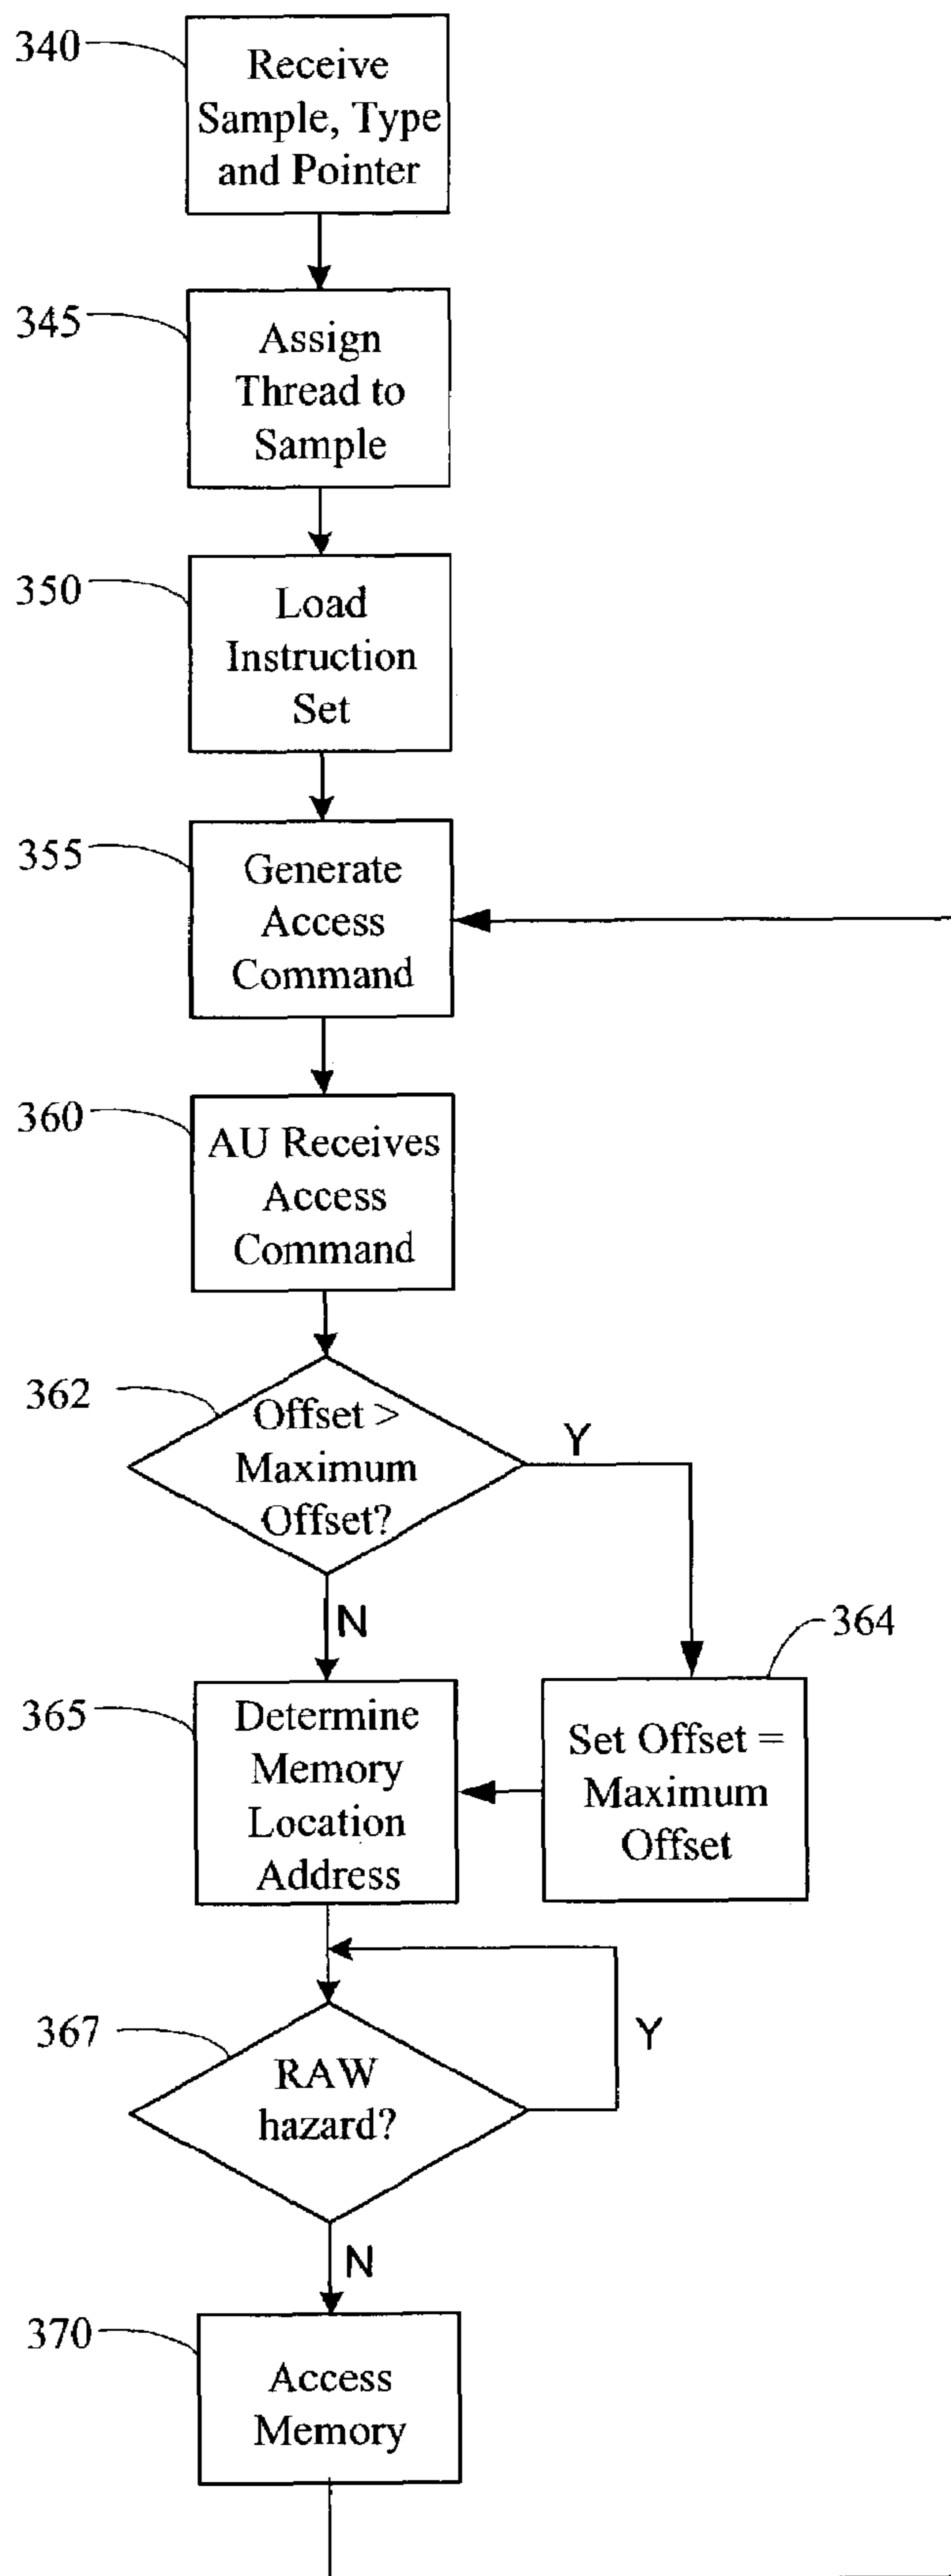 340
Receive
Sample, Type
and Pointer
345
Assign
Thread to
Sample
350
Load
Instruction
Set
355
Generate
Access
Command
360
AU Receives
Access
Command
362
Offset >
Maximum
Offset?
Y
N
364
365
Determine
Memory
Location
Address
Set Offset =
Maximum
Offset
367
RAW
hazard?
Y
N
370
Access
Memory